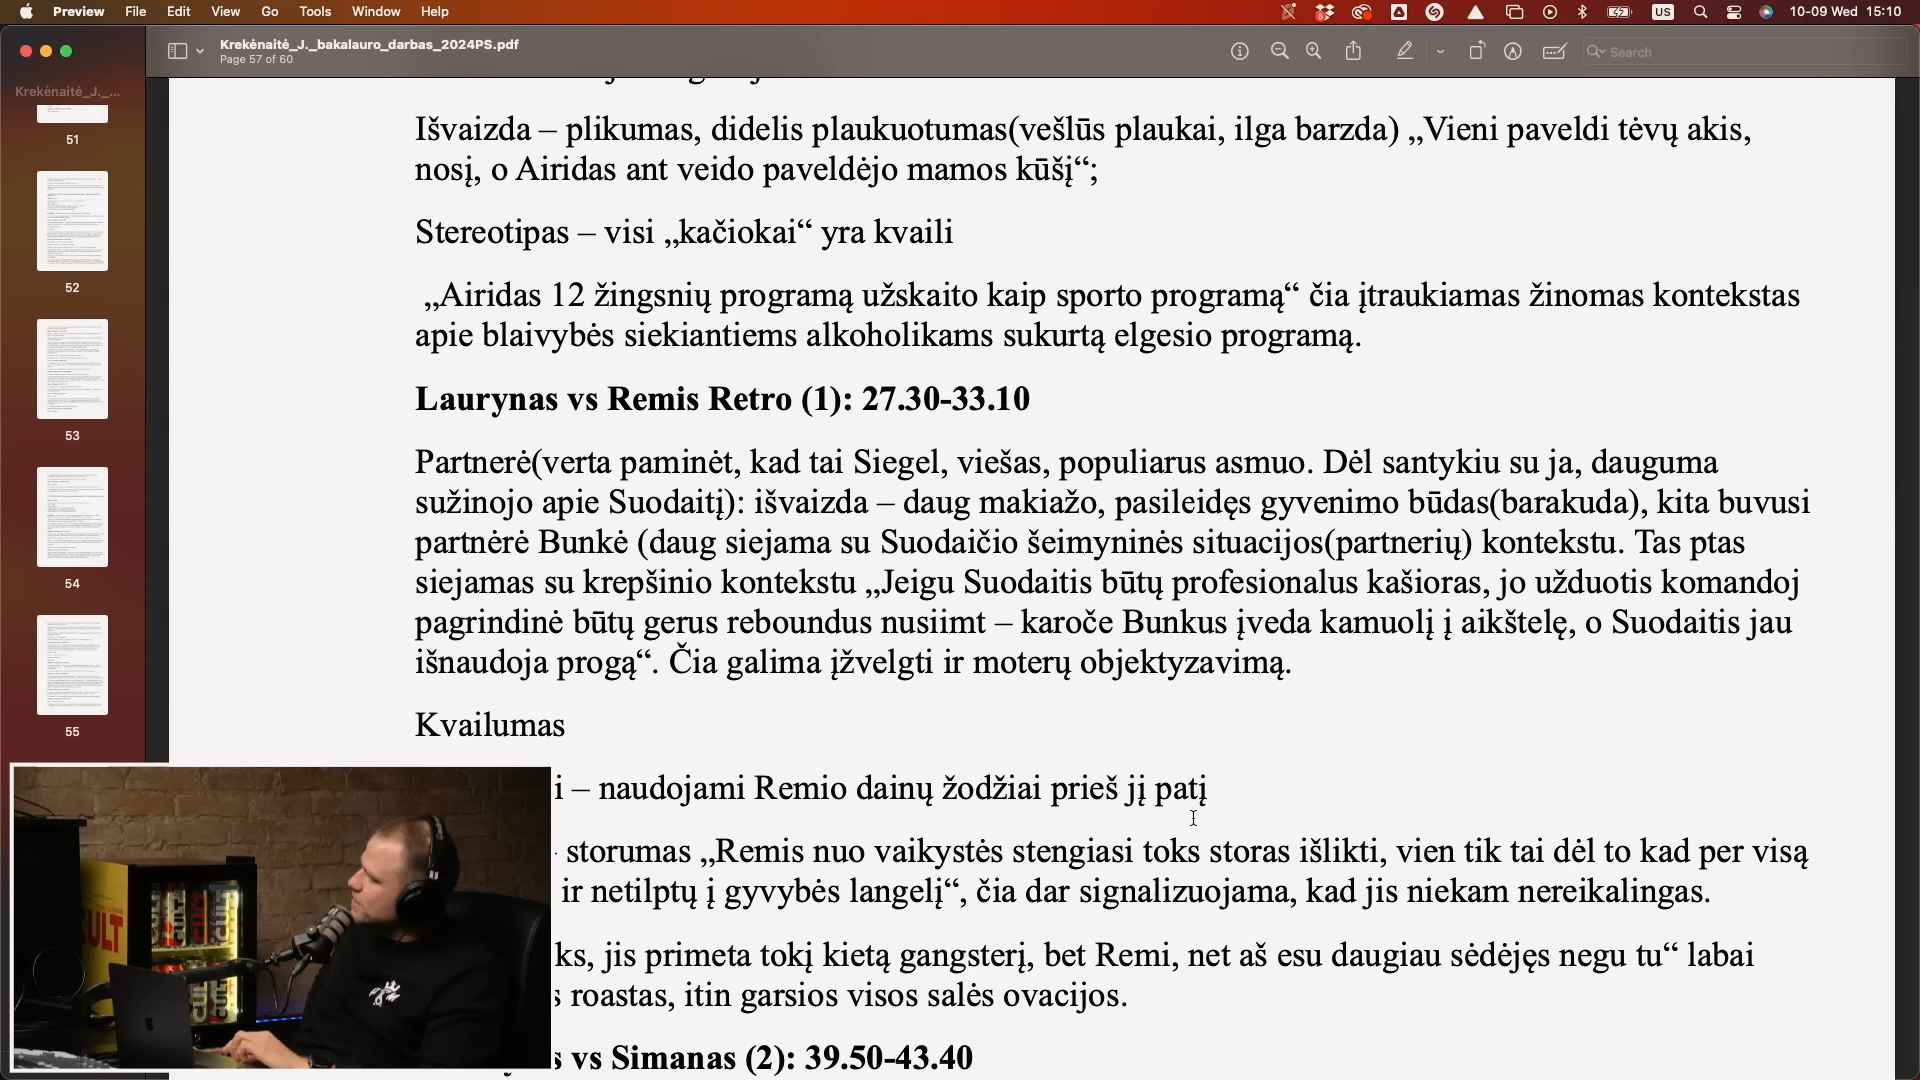 Preview File Edit View Go Tools Window Help US 10-09 Wed 15:10
Krekėnaitė_J._bakalauro_darbas_2024PS.pdf
Page 57 of 60
Search
Krekėnaitė_J._...
51
52
53
54
55
Išvaizda – plikumas, didelis plaukuotumas(vešlūs plaukai, ilga barzda) „Vieni paveldi tėvų akis,
nosį, o Airidas ant veido paveldėjo mamos kūšį“;
Stereotipas – visi „kačiokai“ yra kvaili
„Airidas 12 žingsnių programą užskaito kaip sporto programą“ čia įtraukiamas žinomas kontekstas
apie blaivybės siekiantiems alkoholikams sukurtą elgesio programą.
Laurynas vs Remis Retro (1): 27.30-33.10
Partnerė(verta paminėt, kad tai Siegel, viešas, populiarus asmuo. Dėl santykiu su ja, dauguma
sužinojo apie Suodaitį): išvaizda – daug makiažo, pasileidęs gyvenimo būdas(barakuda), kita buvusi
partnėrė Bunkė (daug siejama su Suodaičio šeimyninės situacijos(partnerių) kontekstu. Tas ptas
siejamas su krepšinio kontekstu „Jeigu Suodaitis būtų profesionalus kašioras, jo užduotis komandoj
pagrindinė būtų gerus reboundus nusiimt – karoče Bunkus įveda kamuolį į aikštelę, o Suodaitis jau
išnaudoja progą“. Čia galima įžvelgti ir moterų objektyzavimą.
Kvailumas
i – naudojami Remio dainų žodžiai prieš jį patį
storumas „Remis nuo vaikystės stengiasi toks storas išlikti, vien tik tai dėl to kad per visą
ir netilptų į gyvybės langelį“, čia dar signalizuojama, kad jis niekam nereikalingas.
ks, jis primeta tokį kietą gangsterį, bet Remi, net aš esu daugiau sėdėjęs negu tu“ labai
s roastas, itin garsios visos salės ovacijos.
s vs Simanas (2): 39.50-43.40
CULT